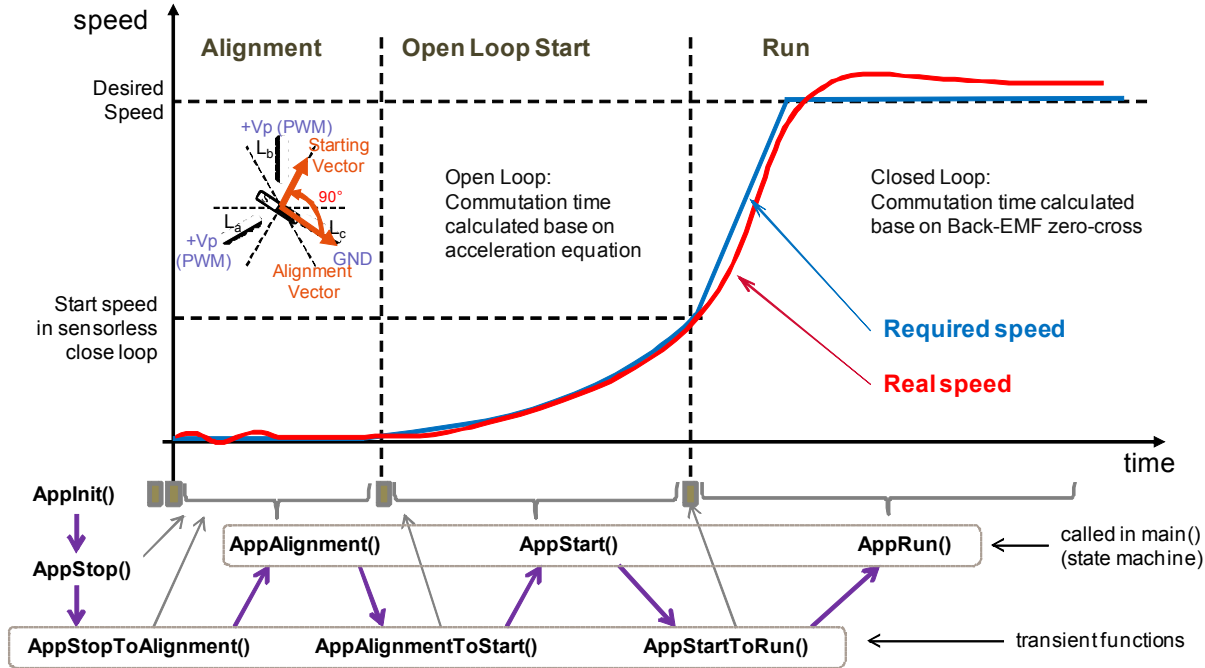 speed
Alignment
Open Loop Start
Run
Desired
Speed
+Vp (PWM)
Lb
Starting
Vector
90°
La
Lc
+Vp
(PWM)
GND
Alignment
Vector
Open Loop:
Commutation time
calculated base on
acceleration equation
Closed Loop:
Commutation time calculated
base on Back-EMF zero-cross
Start speed
in sensorless
close loop
Required speed
Real speed
time
AppInit()
AppAlignment()
AppStart()
AppRun()
called in main()
(state machine)
AppStop()
AppStopToAlignment()
AppAlignmentToStart()
AppStartToRun()
transient functions